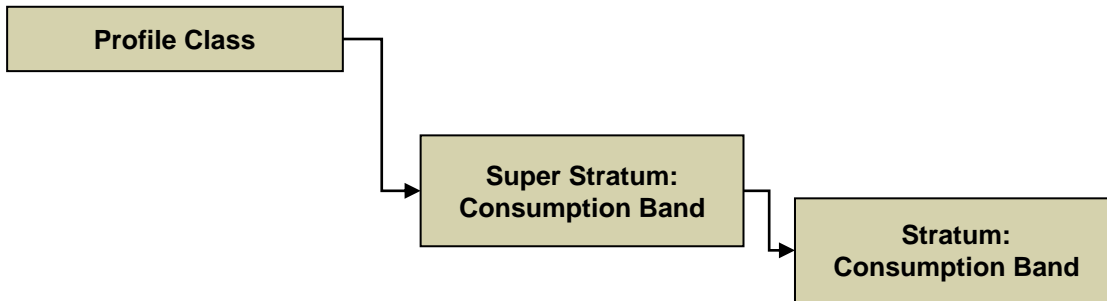 Profile Class
Super Stratum:
Consumption Band
Stratum:
Consumption Band